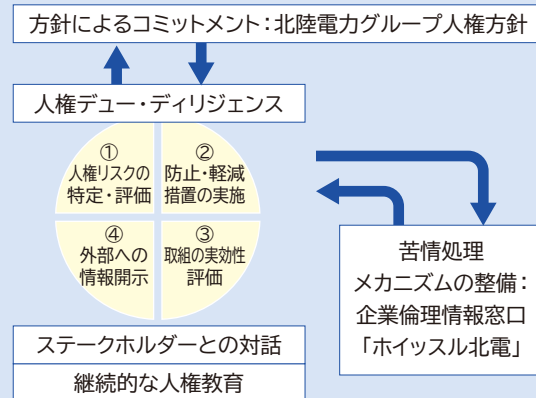 方針によるコミットメント：北陸電力グループ人権方針
人権デュー・ディリジェンス
①
人権リスクの
特定・評価
②
防止・軽減
措置の実施
④
外部への
情報開示
③
取組の実効性
評価
苦情処理
メカニズムの整備：
企業倫理情報窓口
「ホイッスル北電」
ステークホルダーとの対話
継続的な人権教育